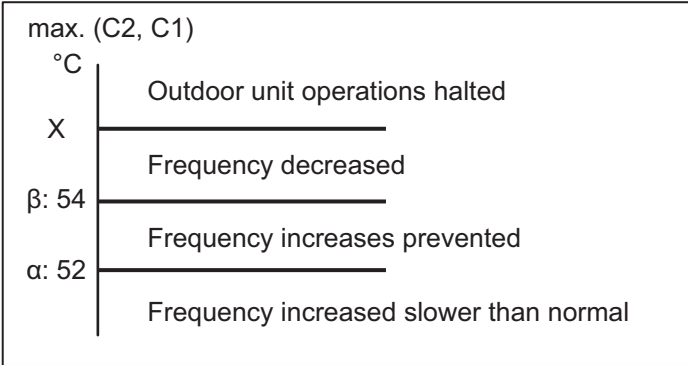 max. (C2, C1)
°C
Outdoor unit operations halted
X
Frequency decreased
β: 54
Frequency increases prevented
α: 52
Frequency increased slower than normal